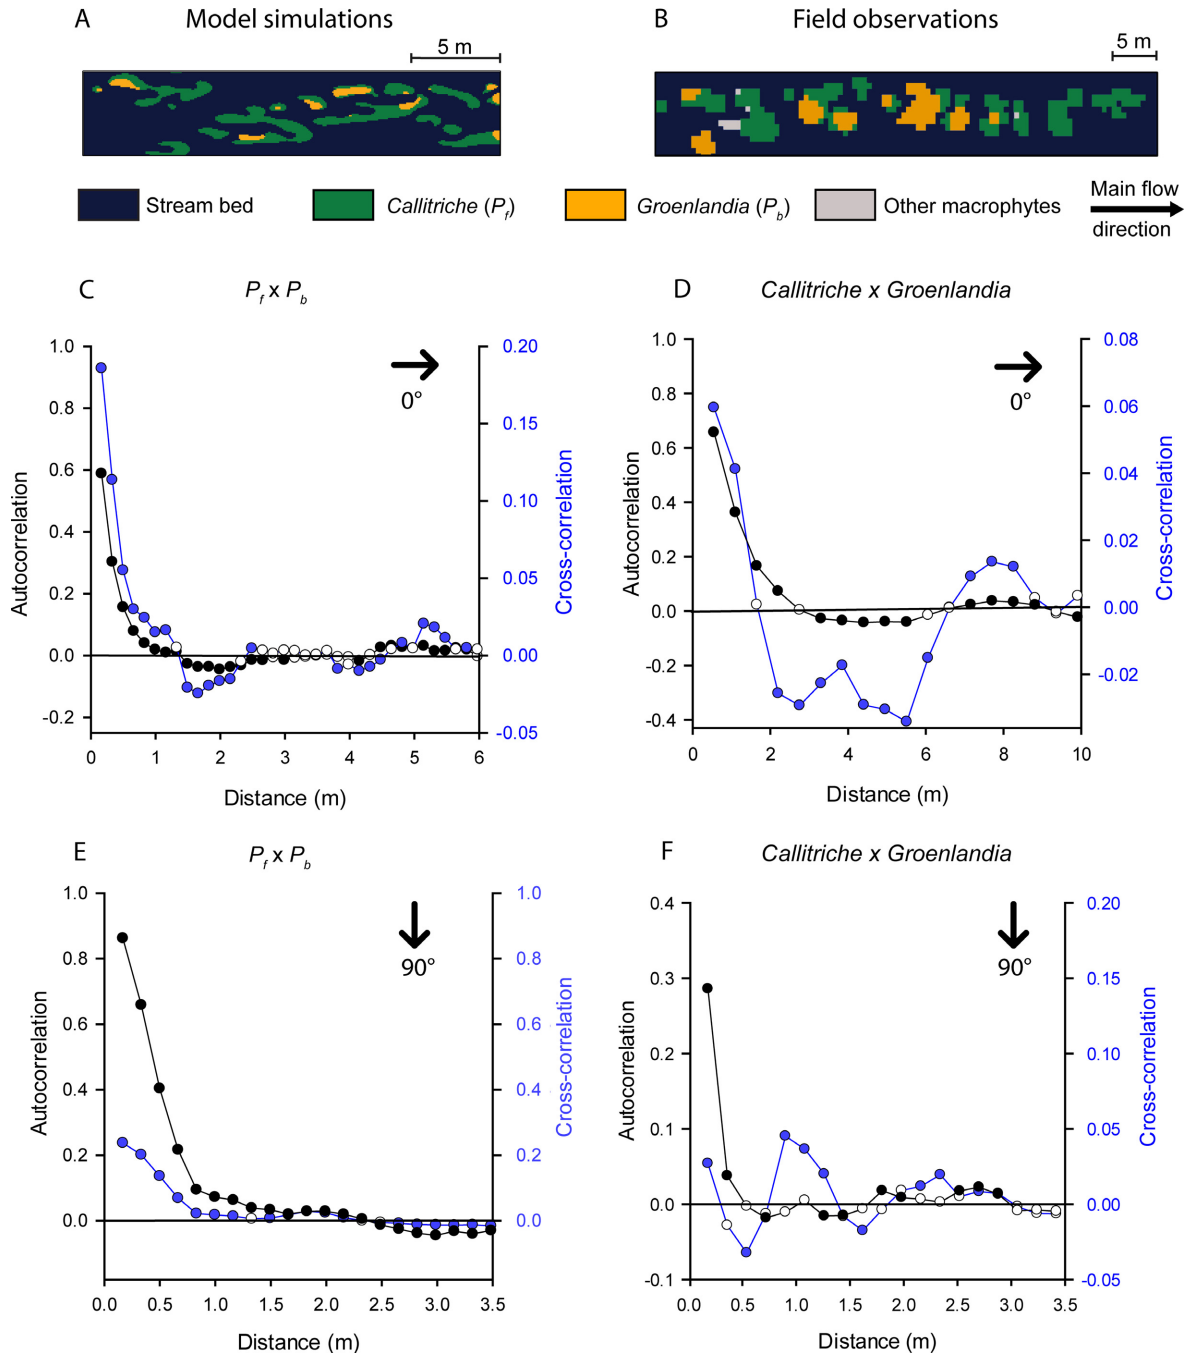 A
Model simulations
5 m
B
Field observations
5 m
Stream bed
Callitriche (Pf)
Groenlandia (Pb)
Other macrophytes
Main flow
direction
C
Pf x Pb
1.0
0.8
0.6
0.4
0.2
0.0
-0.2
Autocorrelation
0.20
0.15
0.10
0.05
0.00
-0.05
Cross-correlation
0°
0 1 2 3 4 5 6
Distance (m)
D
Callitriche x Groenlandia
1.0
0.8
0.6
0.4
0.2
0.0
-0.2
-0.4
Autocorrelation
0.08
0.06
0.04
0.02
0.00
-0.02
Cross-correlation
0°
0 2 4 6 8 10
Distance (m)
E
Pf x Pb
1.0
0.8
0.6
0.4
0.2
0.0
Autocorrelation
1.0
0.8
0.6
0.4
0.2
0.0
Cross-correlation
90°
0.0 0.5 1.0 1.5 2.0 2.5 3.0 3.5
Distance (m)
F
Callitriche x Groenlandia
0.4
0.3
0.2
0.1
0.0
-0.1
Autocorrelation
0.20
0.15
0.10
0.05
0.00
-0.05
Cross-correlation
90°
0.0 0.5 1.0 1.5 2.0 2.5 3.0 3.5
Distance (m)